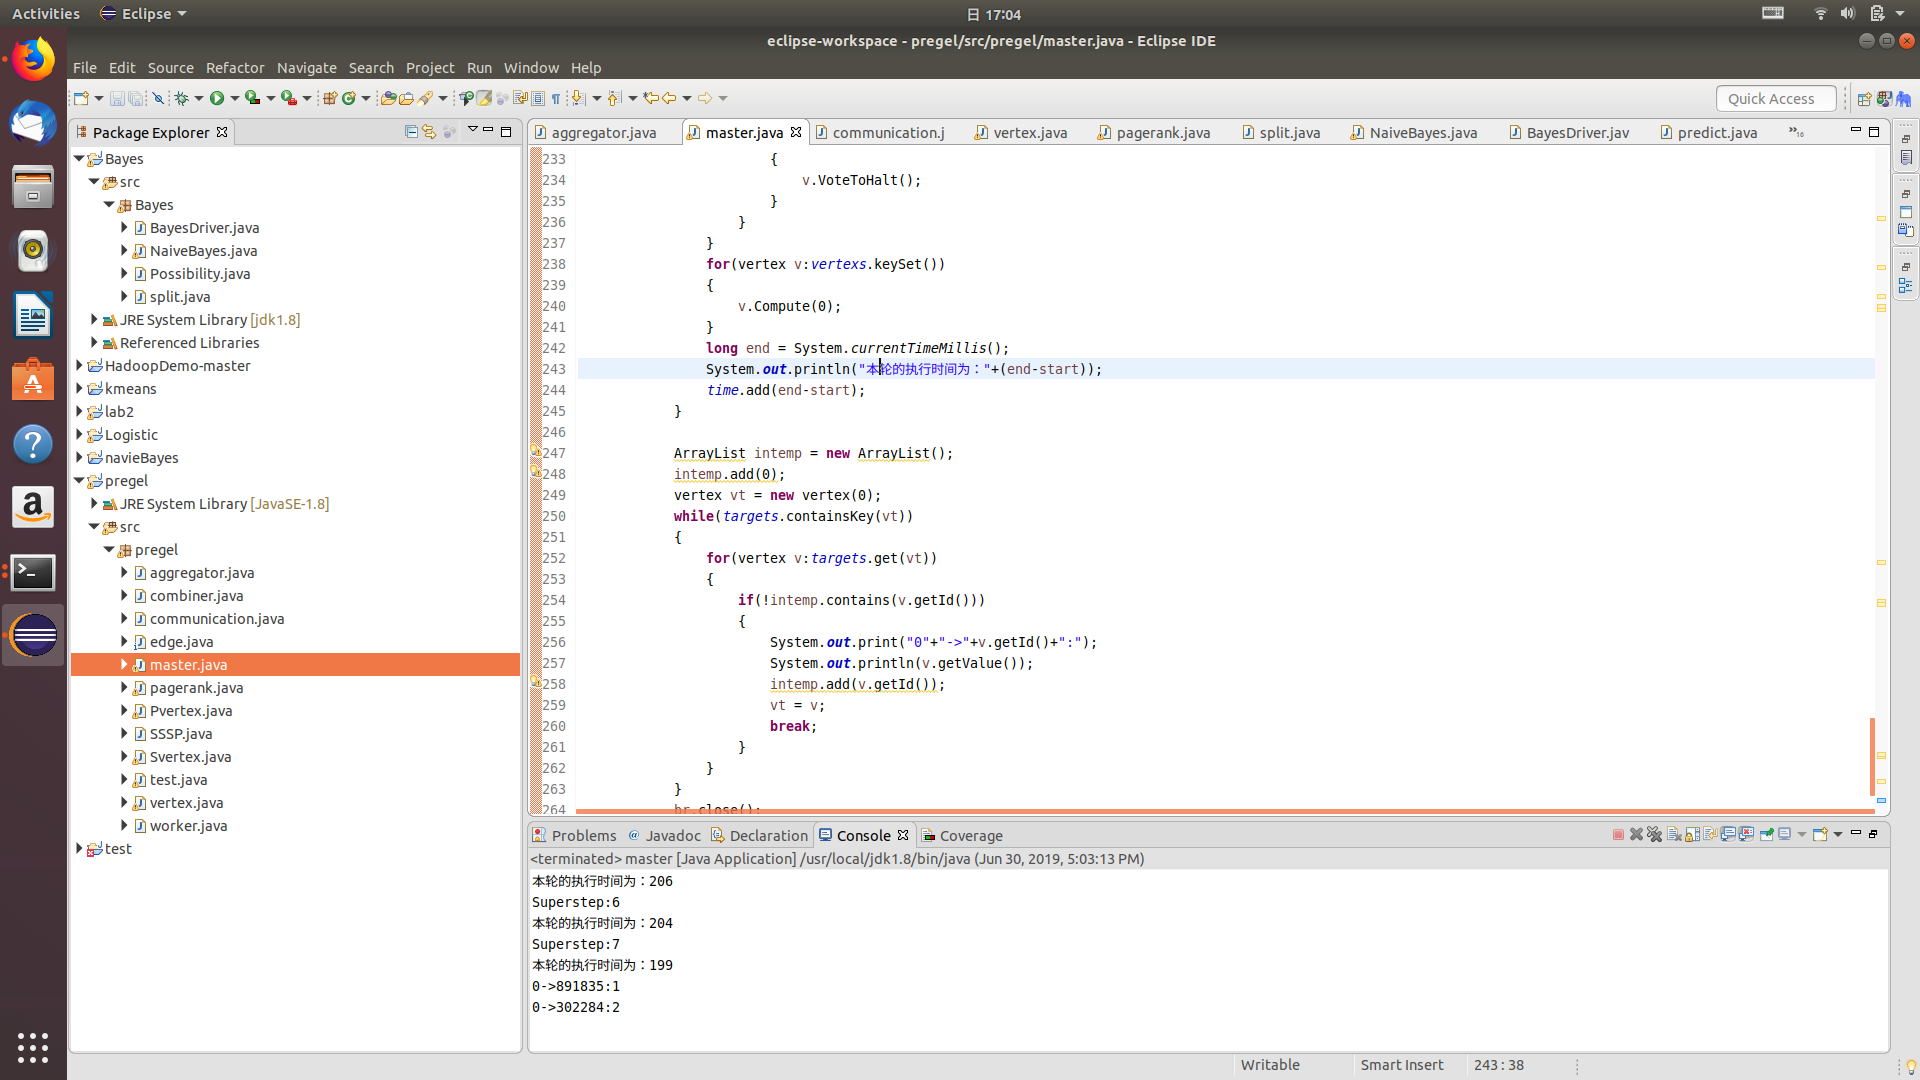 Activities Eclipse 日 17:04
eclipse-workspace - pregel/src/pregel/master.java - Eclipse IDE
File Edit Source Refactor Navigate Search Project Run Window Help
Quick Access
Package Explorer
Bayes
src
Bayes
BayesDriver.java
NaiveBayes.java
Possibility.java
split.java
JRE System Library [jdk1.8]
Referenced Libraries
HadoopDemo-master
kmeans
lab2
Logistic
navieBayes
pregel
JRE System Library [JavaSE-1.8]
src
pregel
aggregator.java
combiner.java
communication.java
edge.java
master.java
pagerank.java
Pvertex.java
SSSP.java
Svertex.java
test.java
vertex.java
worker.java
test
aggregator.java master.java communication.j vertex.java pagerank.java split.java NaiveBayes.java BayesDriver.jav predict.java »16
233 {
234 v.VoteToHalt();
235 }
236 }
237 }
238 for(vertex v:vertexs.keySet())
239 {
240 v.Compute(0);
241 }
242 long end = System.currentTimeMillis();
243 System.out.println("本轮的执行时间为："+(end-start));
244 time.add(end-start);
245 }
246
247 ArrayList intemp = new ArrayList();
248 intemp.add(0);
249 vertex vt = new vertex(0);
250 while(targets.containsKey(vt))
251 {
252 for(vertex v:targets.get(vt))
253 {
254 if(!intemp.contains(v.getId()))
255 {
256 System.out.print("0"+"->"+v.getId()+":");
257 System.out.println(v.getValue());
258 intemp.add(v.getId());
259 vt = v;
260 break;
261 }
262 }
263 }
264 br.close();
Problems @ Javadoc Declaration Console Coverage
<terminated> master [Java Application] /usr/local/jdk1.8/bin/java (Jun 30, 2019, 5:03:13 PM)
本轮的执行时间为：206
Superstep:6
本轮的执行时间为：204
Superstep:7
本轮的执行时间为：199
0->891835:1
0->302284:2
Writable Smart Insert 243 : 38